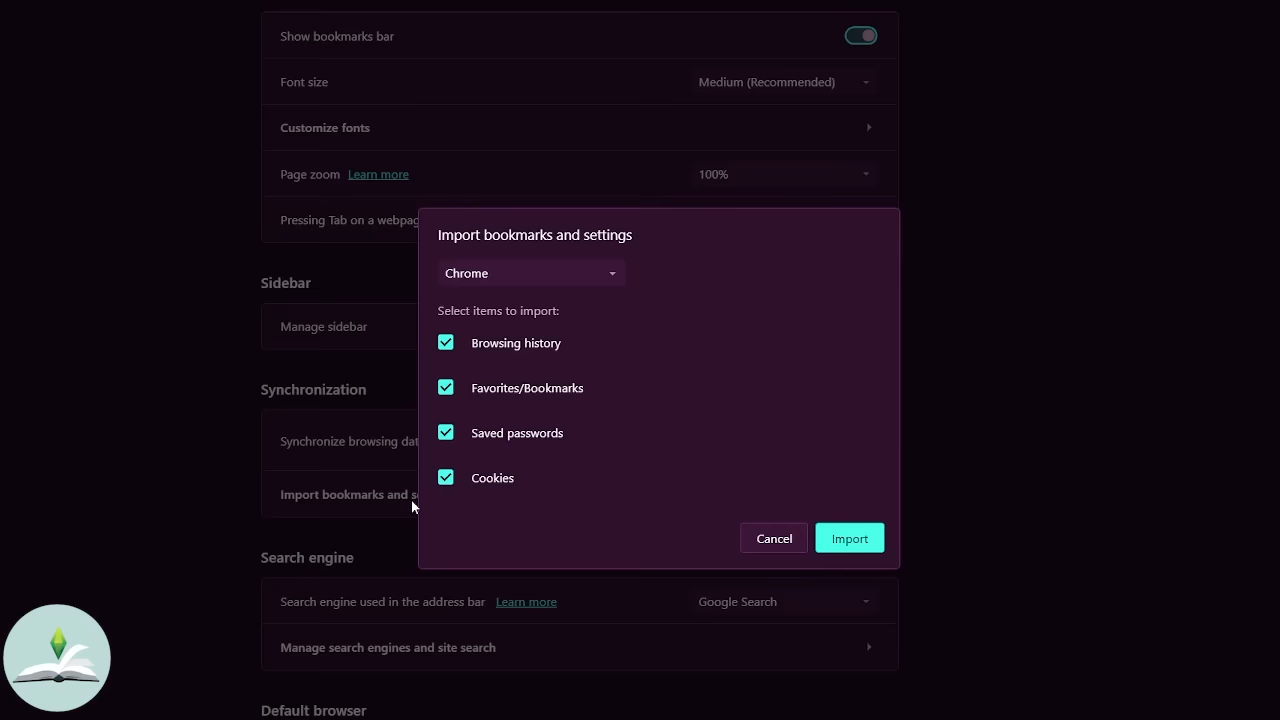 Show bookmarks bar
Font size Medium (Recommended)
Customize fonts
Page zoom Learn more 100%
Pressing Tab on a webpag
Import bookmarks and settings
Chrome
Select items to import:
Browsing history
Favorites/Bookmarks
Saved passwords
Cookies
Cancel Import
Sidebar
Manage sidebar
Synchronization
Synchronize browsing dat
Import bookmarks and s
Search engine
Search engine used in the address bar Learn more Google Search
Manage search engines and site search
Default browser